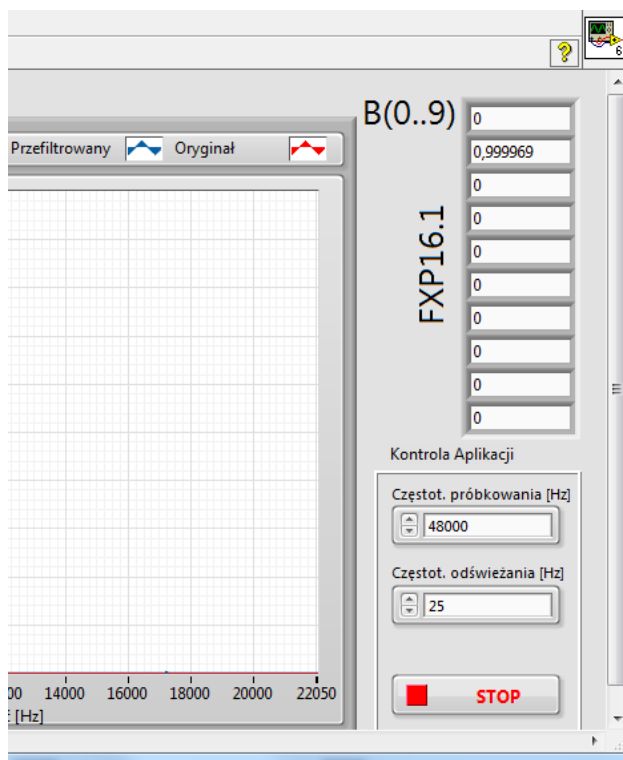 6
B(0..9)
0
Przefiltrowany Oryginał
0,999969
0
0
0
0
0
0
0
0
FXP16.1
Kontrola Aplikacji
Częstot. próbkowania [Hz]
48000
Częstot. odświeżania [Hz]
25
STOP
14000 16000 18000 20000 22050
[Hz]